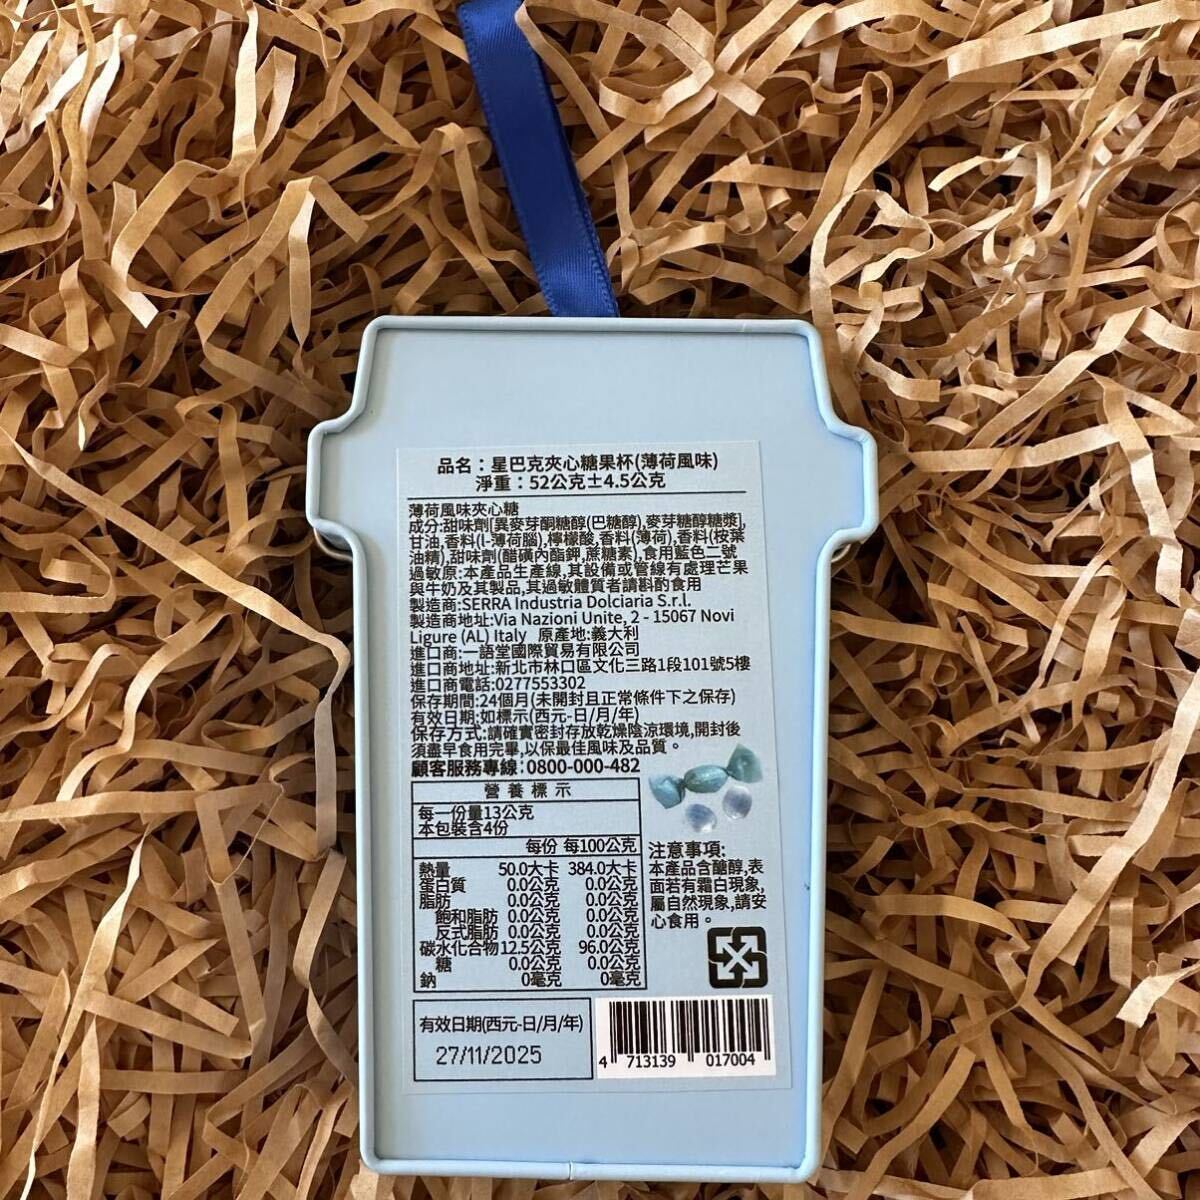 品名：星巴克夾心糖果杯(薄荷風味)
淨重：52公克±4.5公克
薄荷風味夾心糖
成分:甜味劑[異麥芽酮糖醇(巴糖醇),麥芽糖醇糖漿],
甘油,香料(l-薄荷腦),檸檬酸,香料(薄荷),香料(桉葉
油精),甜味劑(醋磺內酯鉀,蔗糖素),食用藍色二號
過敏原:本產品生產線,其設備或管線有處理芒果
與牛奶及其製品,其過敏體質者請斟酌食用
製造商:SERRA Industria Dolciaria S.r.l.
製造商地址:Via Nazioni Unite, 2 - 15067 Novi
Ligure (AL) Italy 原產地:義大利
進口商:一語堂國際貿易有限公司
進口商地址:新北市林口區文化三路1段101號5樓
進口商電話:0277553302
保存期間:24個月(未開封且正常條件下之保存)
有效日期:如標示(西元-日/月/年)
保存方式:請確實密封存放乾燥陰涼環境,開封後
須盡早食用完畢,以保最佳風味及品質。
顧客服務專線:0800-000-482
營養標示
每一份量13公克
本包裝含4份
每份 每100公克
熱量 50.0大卡 384.0大卡
蛋白質 0.0公克 0.0公克
脂肪 0.0公克 0.0公克
飽和脂肪 0.0公克 0.0公克
反式脂肪 0.0公克 0.0公克
碳水化合物 12.5公克 96.0公克
糖 0.0公克 0.0公克
鈉 0毫克 0毫克
注意事項:
本產品含醣醇,表
面若有霜白現象,
屬自然現象,請安
心食用。
有效日期(西元-日/月/年)
27/11/2025
4 713139 017004